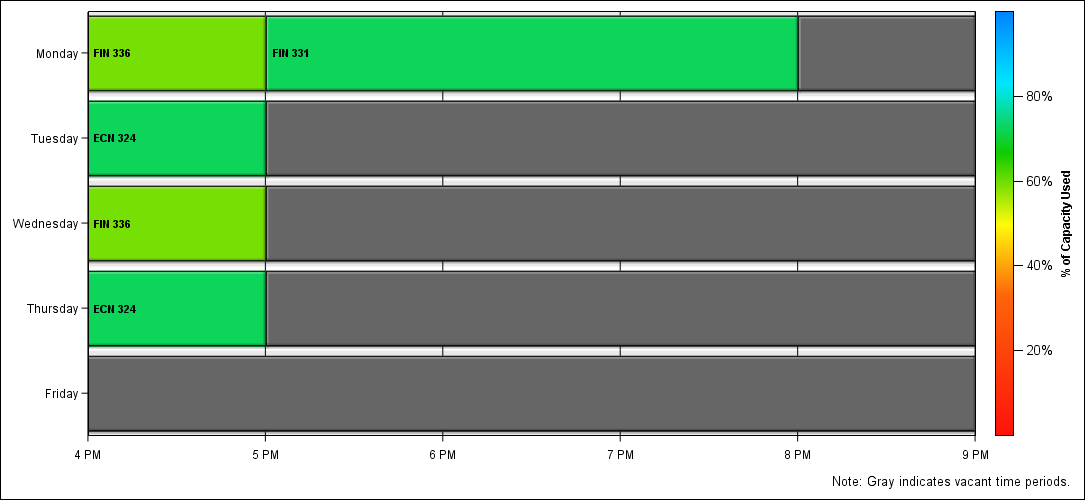 Monday
FIN 336
FIN 331
Tuesday
ECN 324
Wednesday
FIN 336
Thursday
ECN 324
Friday
4 PM
5 PM
6 PM
7 PM
8 PM
9 PM
80%
60%
40%
20%
% of Capacity Used
Note: Gray indicates vacant time periods.